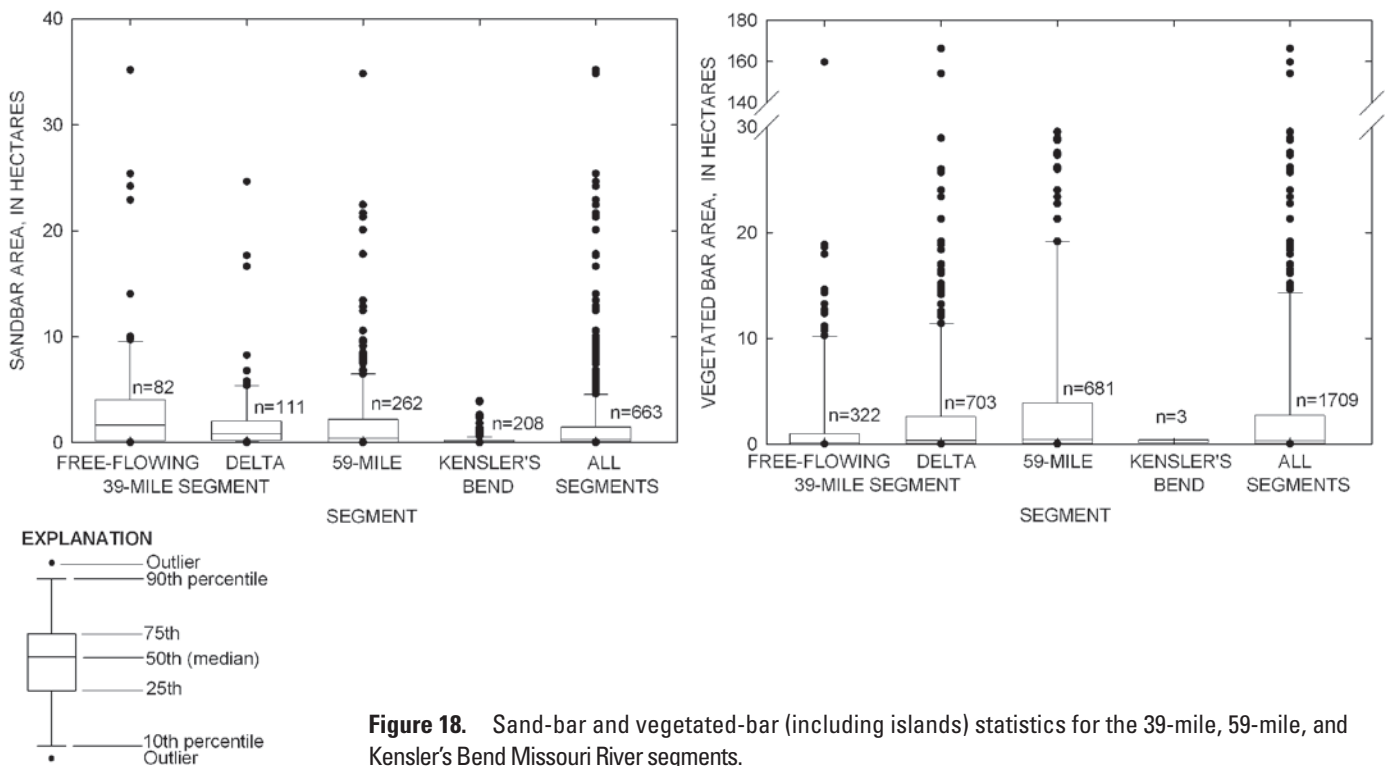 40
30
20
10
0
SANDBAR AREA, IN HECTARES
n=82
n=111
n=262
n=208
n=663
FREE-FLOWING DELTA 59-MILE KENSLER'S ALL
39-MILE SEGMENT BEND SEGMENTS
SEGMENT
180
160
140
30
20
10
0
VEGETATED BAR AREA, IN HECTARES
n=322
n=703
n=681
n=3
n=1709
FREE-FLOWING DELTA 59-MILE KENSLER'S ALL
39-MILE SEGMENT BEND SEGMENTS
SEGMENT
EXPLANATION
Outlier
90th percentile
75th
50th (median)
25th
10th percentile
Outlier
Figure 18. Sand-bar and vegetated-bar (including islands) statistics for the 39-mile, 59-mile, and
Kensler's Bend Missouri River segments.